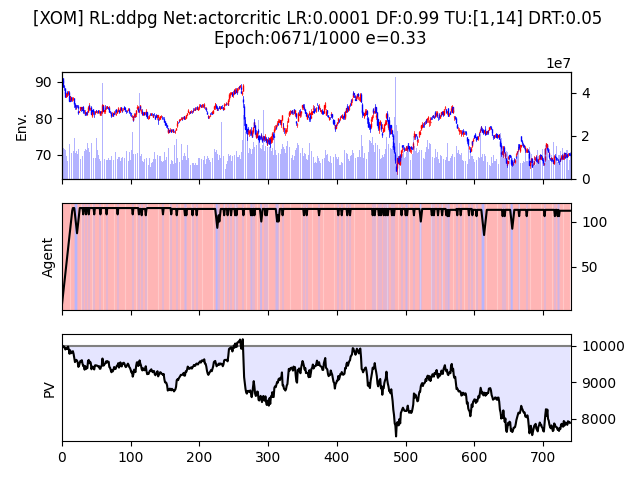 [XOM] RL:ddpg Net:actorcritic LR:0.0001 DF:0.99 TU:[1,14] DRT:0.05
Epoch:0671/1000 e=0.33
1e7
Env.
90
80
70
4
2
0
Agent
100
50
PV
10000
9000
8000
0 100 200 300 400 500 600 700